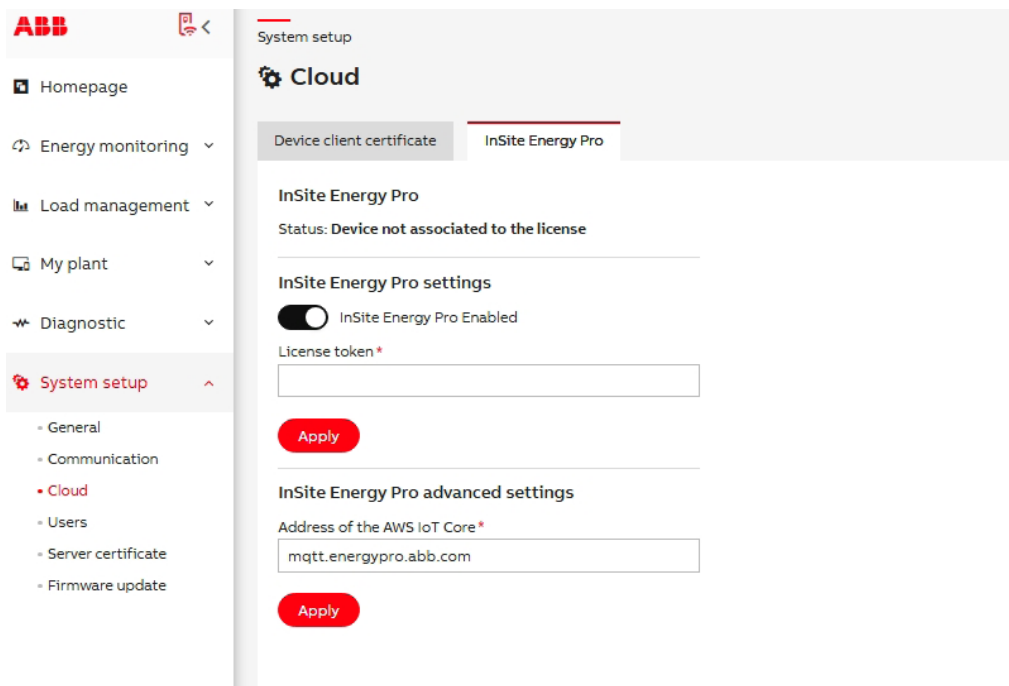 ABB
Homepage
Energy monitoring
Load management
My plant
Diagnostic
System setup
General
Communication
Cloud
Users
Server certificate
Firmware update
System setup
Cloud
Device client certificate
InSite Energy Pro
InSite Energy Pro
Status: Device not associated to the license
InSite Energy Pro settings
InSite Energy Pro Enabled
License token*
Apply
InSite Energy Pro advanced settings
Address of the AWS IoT Core*
mqtt.energypro.abb.com
Apply